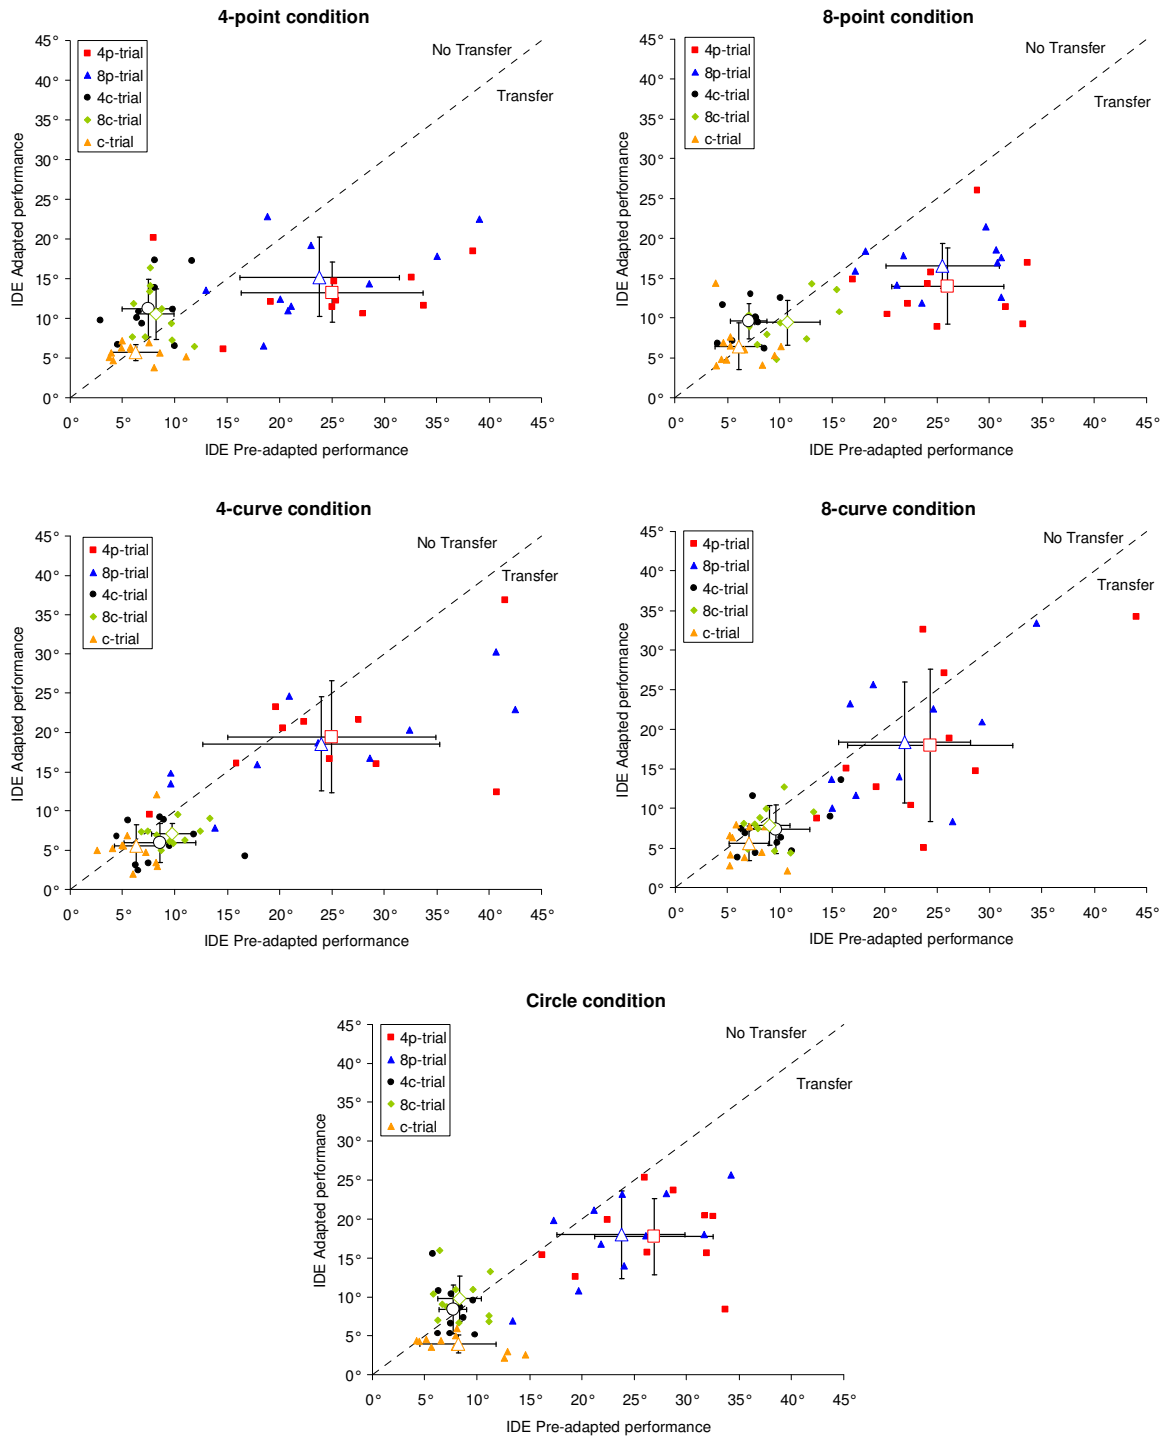 4-point condition
45°
40°
35°
30°
25°
20°
15°
10°
5°
0°
IDE Adapted performance
4p-trial
8p-trial
4c-trial
8c-trial
c-trial
No Transfer
Transfer
0° 5° 10° 15° 20° 25° 30° 35° 40° 45°
IDE Pre-adapted performance
8-point condition
45°
40°
35°
30°
25°
20°
15°
10°
5°
0°
IDE Adapted performance
4p-trial
8p-trial
4c-trial
8c-trial
c-trial
No Transfer
Transfer
0° 5° 10° 15° 20° 25° 30° 35° 40° 45°
IDE Pre-adapted performance
4-curve condition
45°
40°
35°
30°
25°
20°
15°
10°
5°
0°
IDE Adapted performance
4p-trial
8p-trial
4c-trial
8c-trial
c-trial
No Transfer
Transfer
0° 5° 10° 15° 20° 25° 30° 35° 40° 45°
IDE Pre-adapted performance
8-curve condition
45°
40°
35°
30°
25°
20°
15°
10°
5°
0°
IDE Adapted performance
4p-trial
8p-trial
4c-trial
8c-trial
c-trial
No Transfer
Transfer
0° 5° 10° 15° 20° 25° 30° 35° 40° 45°
IDE Pre-adapted performance
Circle condition
45°
40°
35°
30°
25°
20°
15°
10°
5°
0°
IDE Adapted performance
4p-trial
8p-trial
4c-trial
8c-trial
c-trial
No Transfer
Transfer
0° 5° 10° 15° 20° 25° 30° 35° 40° 45°
IDE Pre-adapted performance